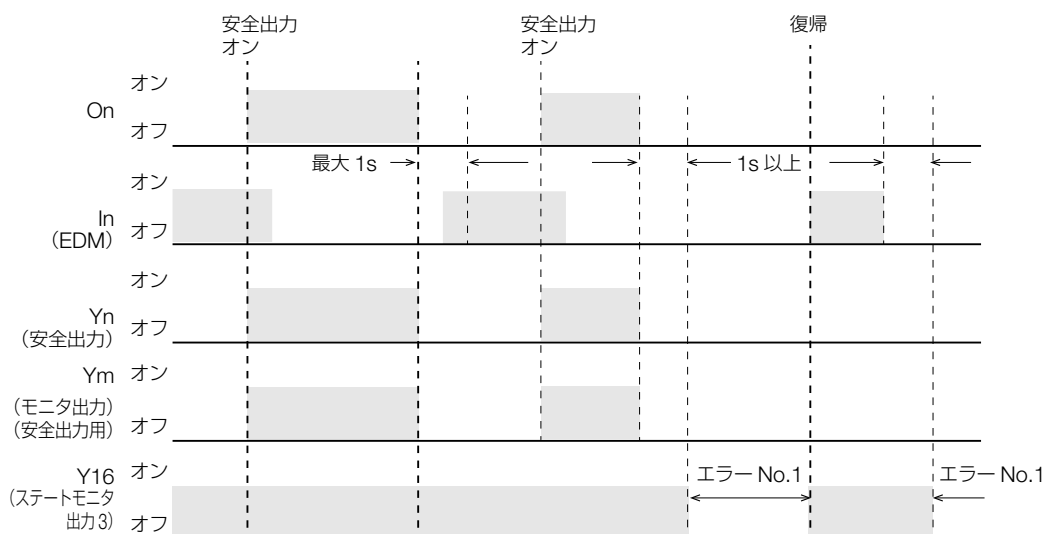 安全出力
オン
安全出力
オン
復帰
On
オン
オフ
最大 1s
1s 以上
In
(EDM)
オン
オフ
Yn
(安全出力)
オン
オフ
Ym
(モニタ出力)
(安全出力用)
オン
オフ
Y16
(ステートモニタ
出力3)
オン
オフ
エラー No.1
エラー No.1